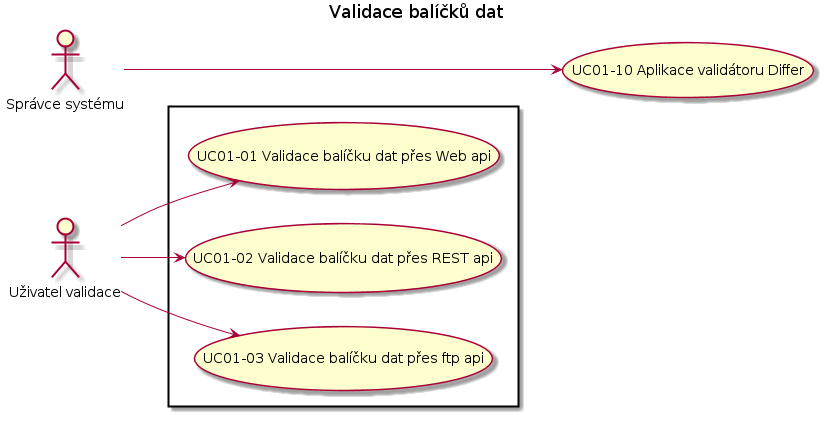 Validace balíčků dat
UC01-10 Aplikace validátoru Differ
Správce systému
UC01-01 Validace balíčku dat přes Web api
UC01-02 Validace balíčku dat přes REST api
Uživatel validace
UC01-03 Validace balíčku dat přes ftp api